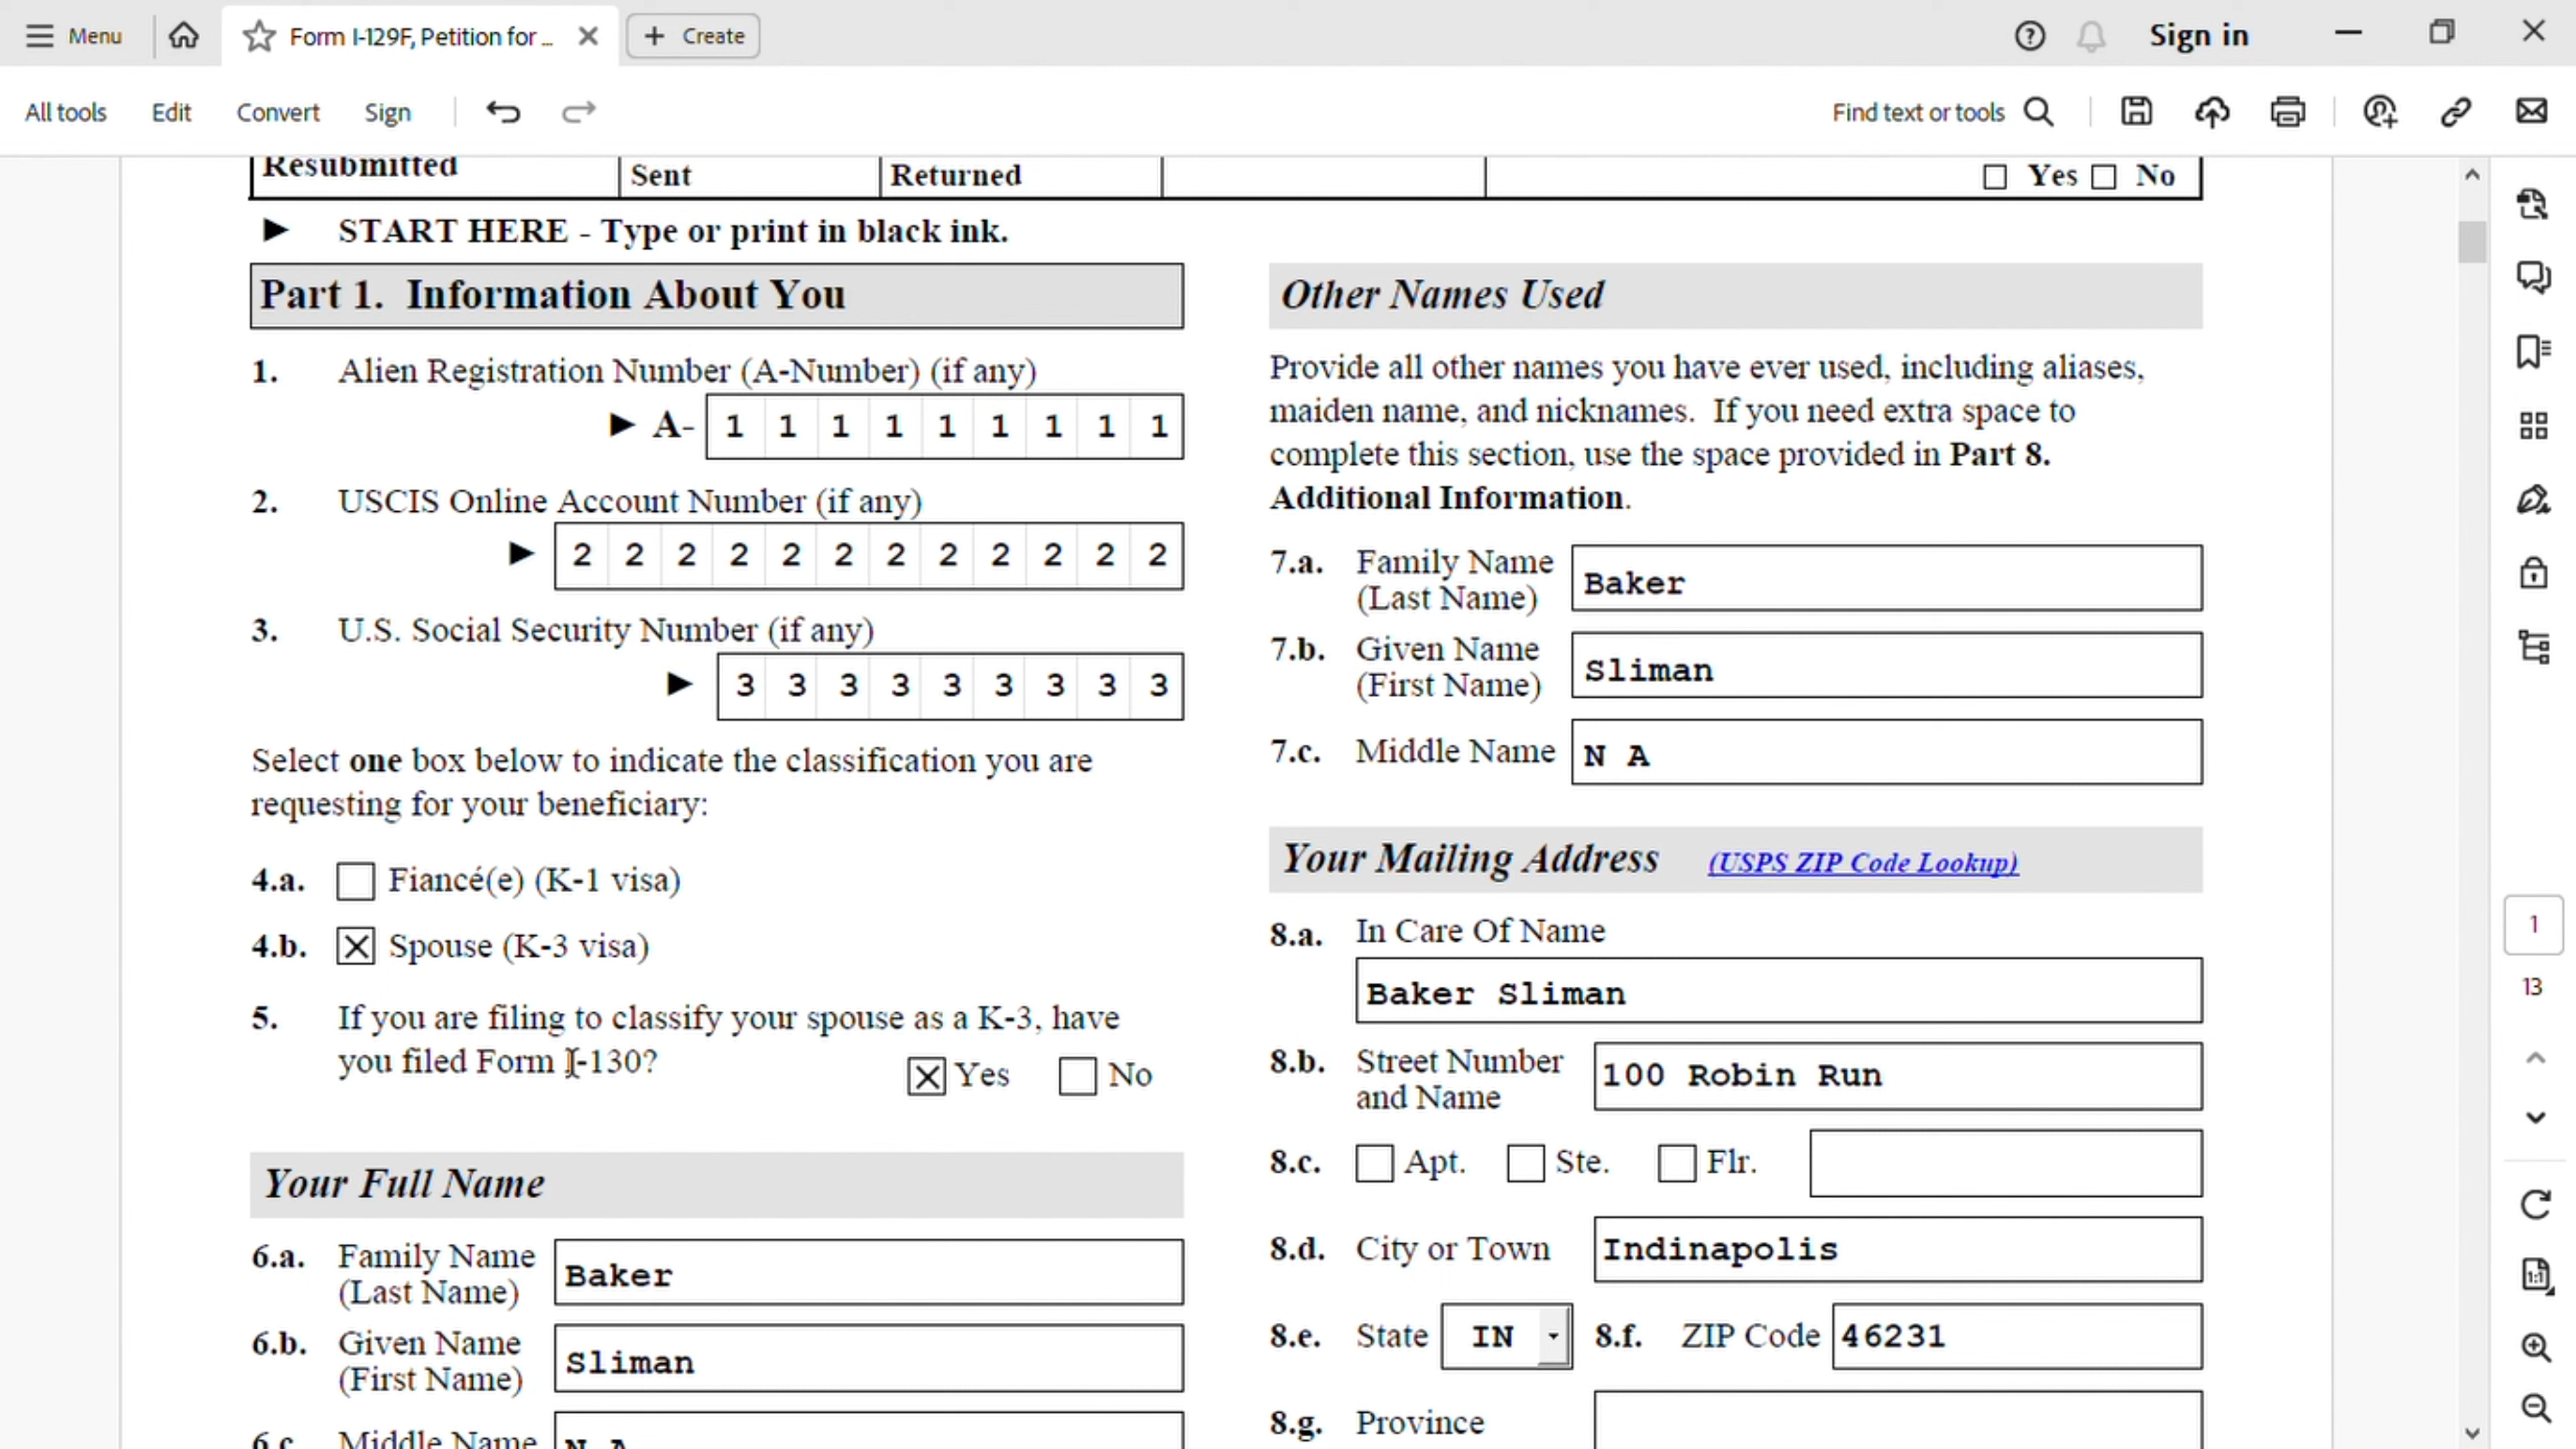 Menu
Form I-129F, Petition for ...
Create
Sign in
All tools
Edit
Convert
Sign
Find text or tools
Resubmitted
Sent
Returned
Yes
No
START HERE - Type or print in black ink.
Part 1. Information About You
1. Alien Registration Number (A-Number) (if any)
A- 1 1 1 1 1 1 1 1 1
2. USCIS Online Account Number (if any)
2 2 2 2 2 2 2 2 2 2 2 2
3. U.S. Social Security Number (if any)
3 3 3 3 3 3 3 3 3
Select one box below to indicate the classification you are
requesting for your beneficiary:
4.a. Fiancé(e) (K-1 visa)
4.b. Spouse (K-3 visa)
5. If you are filing to classify your spouse as a K-3, have
you filed Form I-130? Yes No
Your Full Name
6.a. Family Name
(Last Name)
Baker
6.b. Given Name
(First Name)
Sliman
6.c. Middle Name
N A
Other Names Used
Provide all other names you have ever used, including aliases,
maiden name, and nicknames. If you need extra space to
complete this section, use the space provided in Part 8.
Additional Information.
7.a. Family Name
(Last Name)
Baker
7.b. Given Name
(First Name)
Sliman
7.c. Middle Name N A
Your Mailing Address (USPS ZIP Code Lookup)
8.a. In Care Of Name
Baker Sliman
8.b. Street Number
and Name
100 Robin Run
8.c. Apt. Ste. Flr.
8.d. City or Town Indinapolis
8.e. State IN 8.f. ZIP Code 46231
8.g. Province
1
13